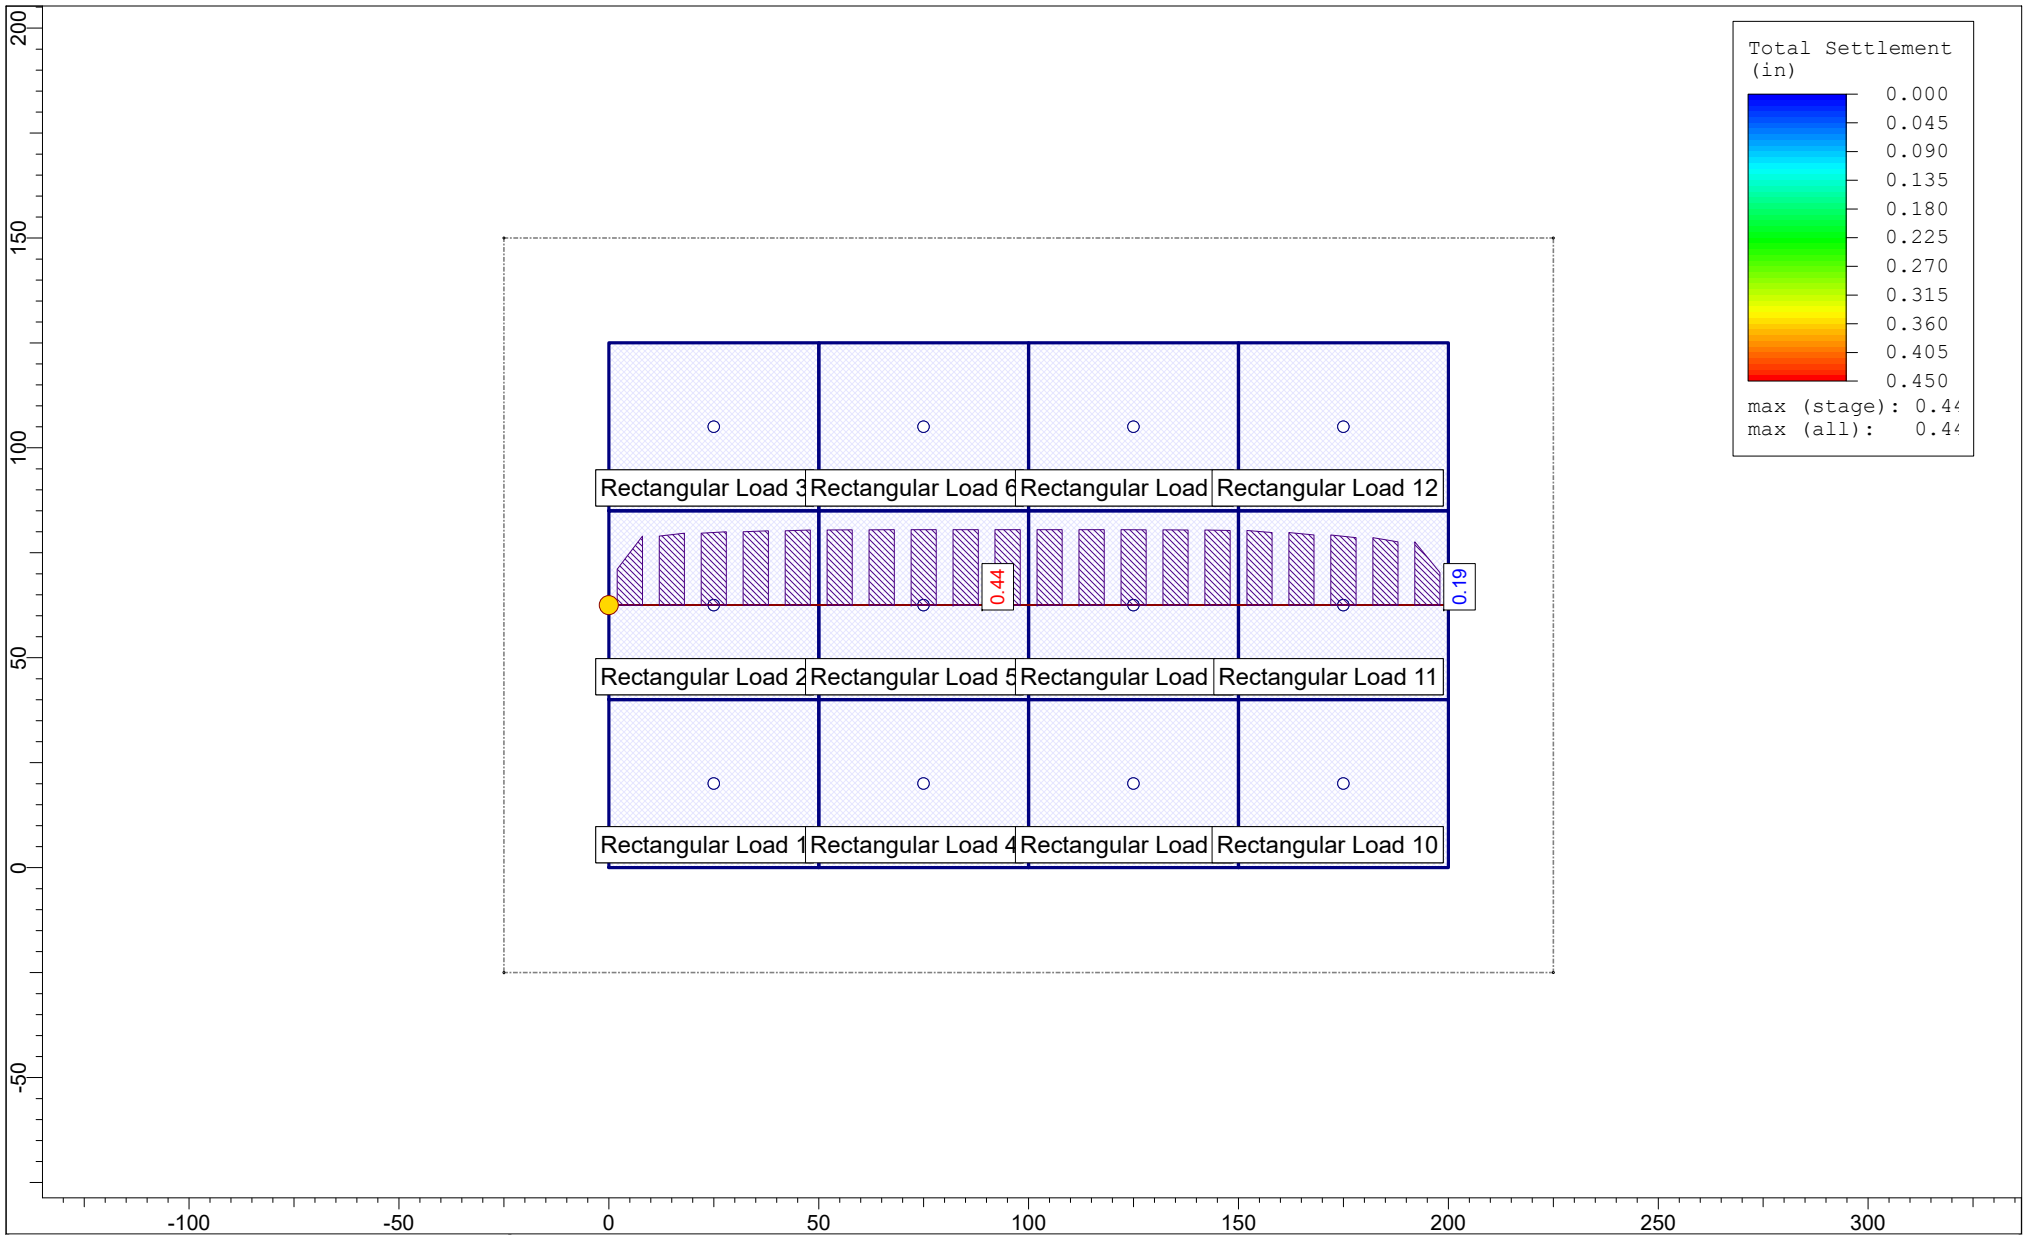 Total Settlement
(in)
0.000
0.045
0.090
0.135
0.180
0.225
0.270
0.315
0.360
0.405
0.450
max (stage): 0.44
max (all): 0.44
200
150
100
50
0
-50
Rectangular Load 3
Rectangular Load 6
Rectangular Load
Rectangular Load 12
0.44
0.19
Rectangular Load 2
Rectangular Load 5
Rectangular Load
Rectangular Load 11
Rectangular Load 1
Rectangular Load 4
Rectangular Load
Rectangular Load 10
-100
-50
0
50
100
150
200
250
300